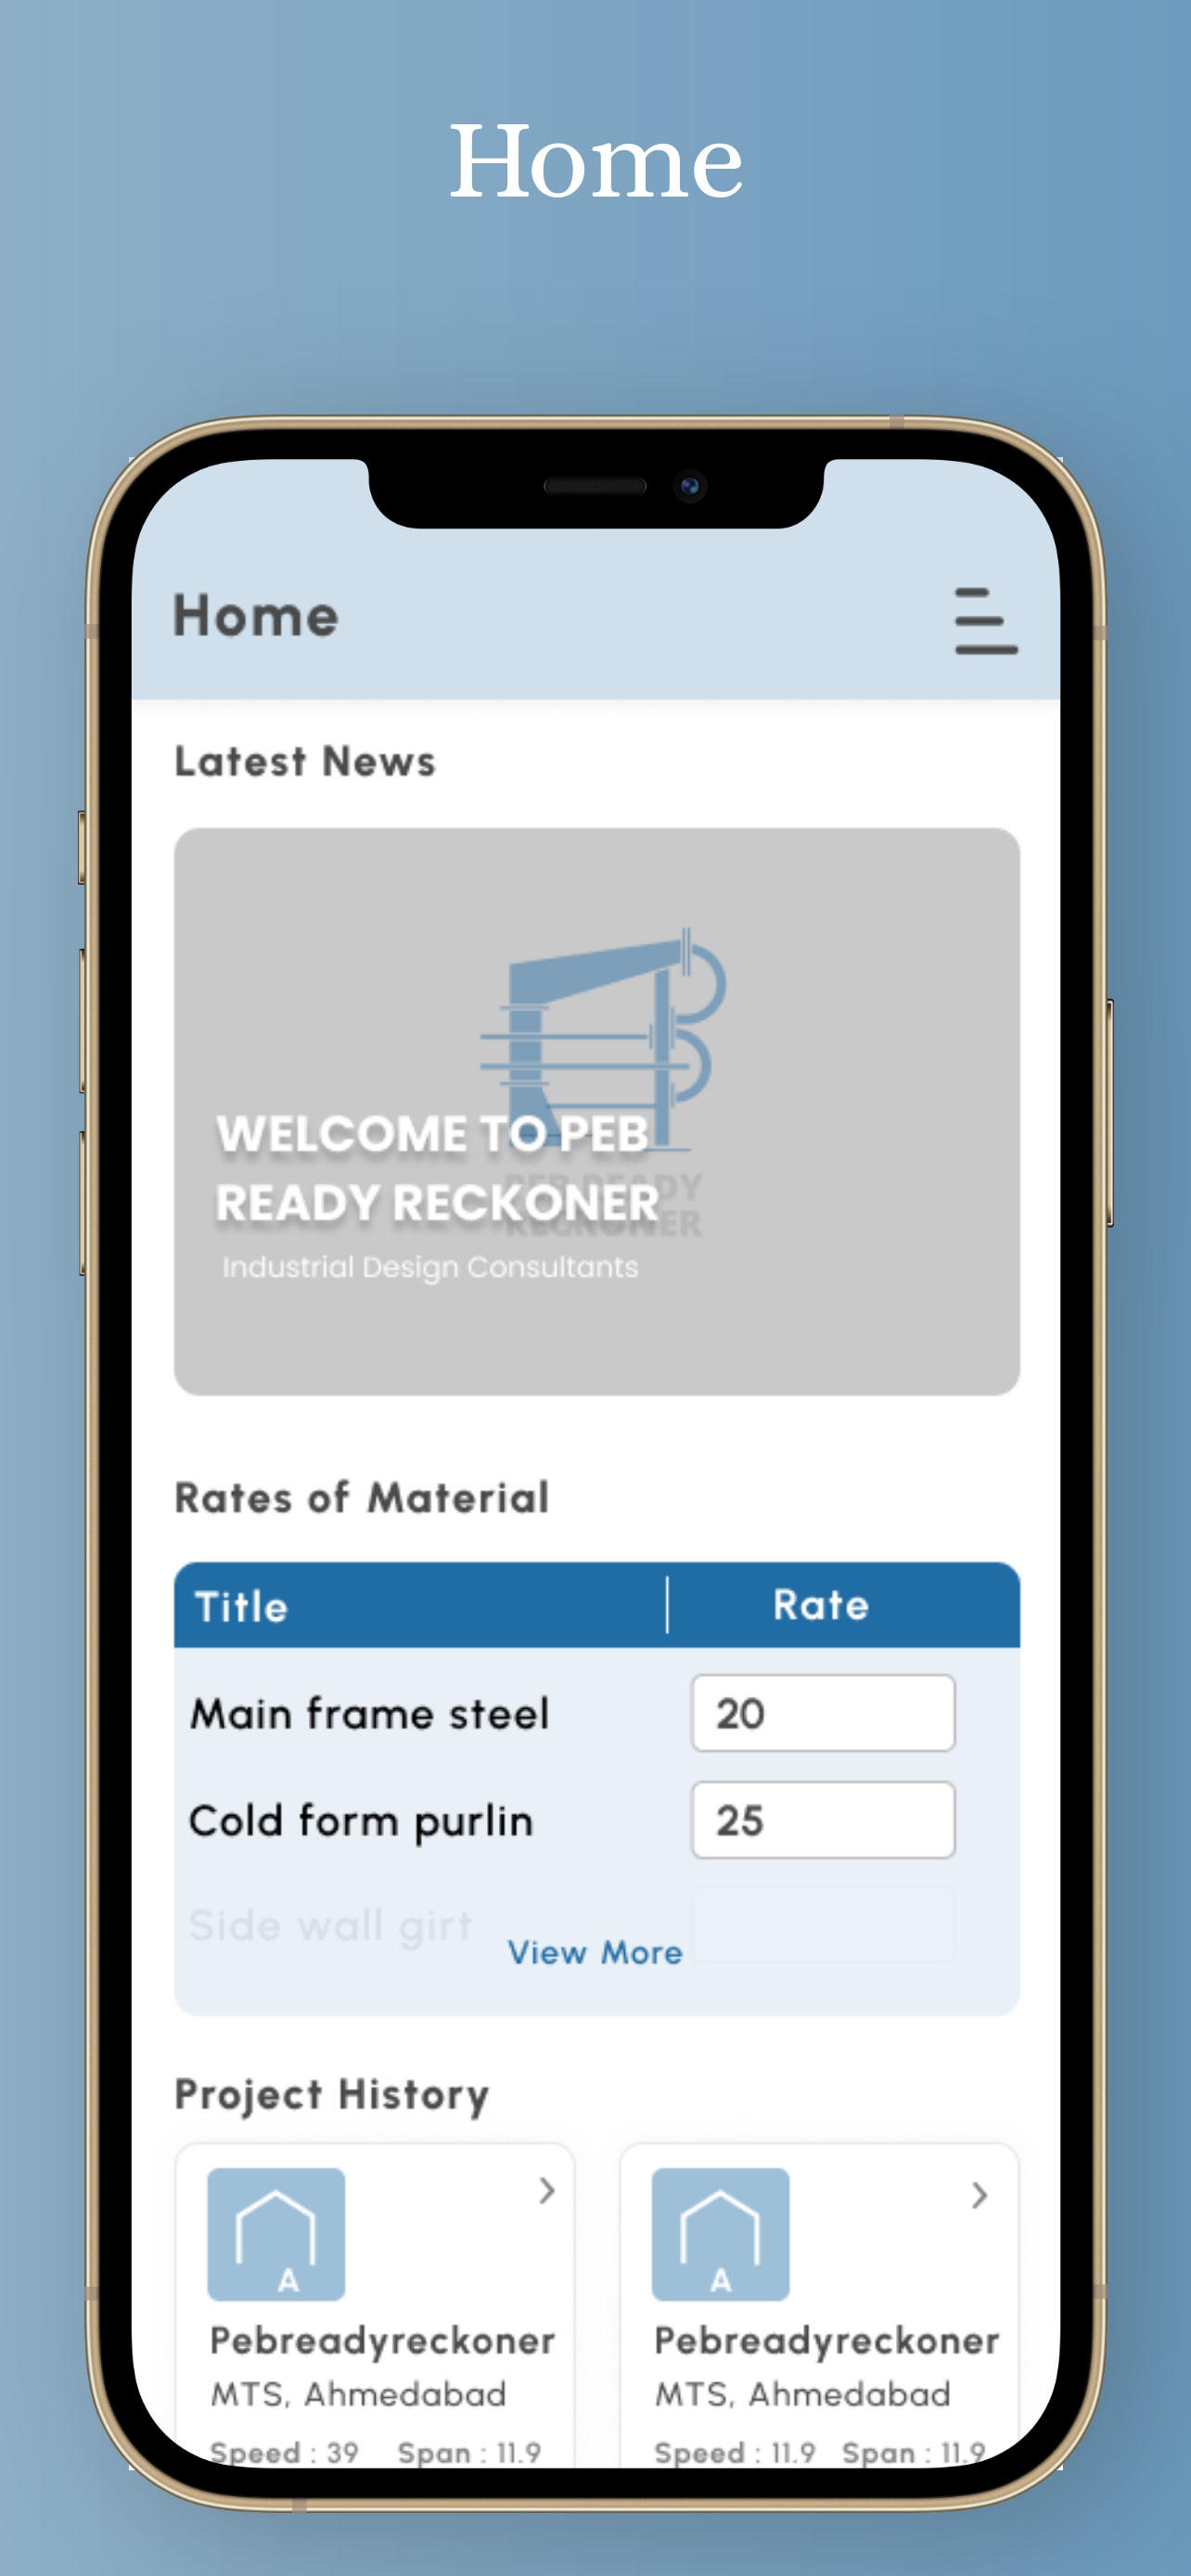 Home
Home
Latest News
PEB READY
RECKONER
WELCOME TO PEB
READY RECKONER
Industrial Design Consultants
Rates of Material
Title Rate
Main frame steel 20
Cold form purlin 25
Side wall girt
View More
Project History
A A
Pebreadyreckoner Pebreadyreckoner
MTS, Ahmedabad MTS, Ahmedabad
Speed : 39 Span : 11.9 Speed : 11.9 Span : 11.9